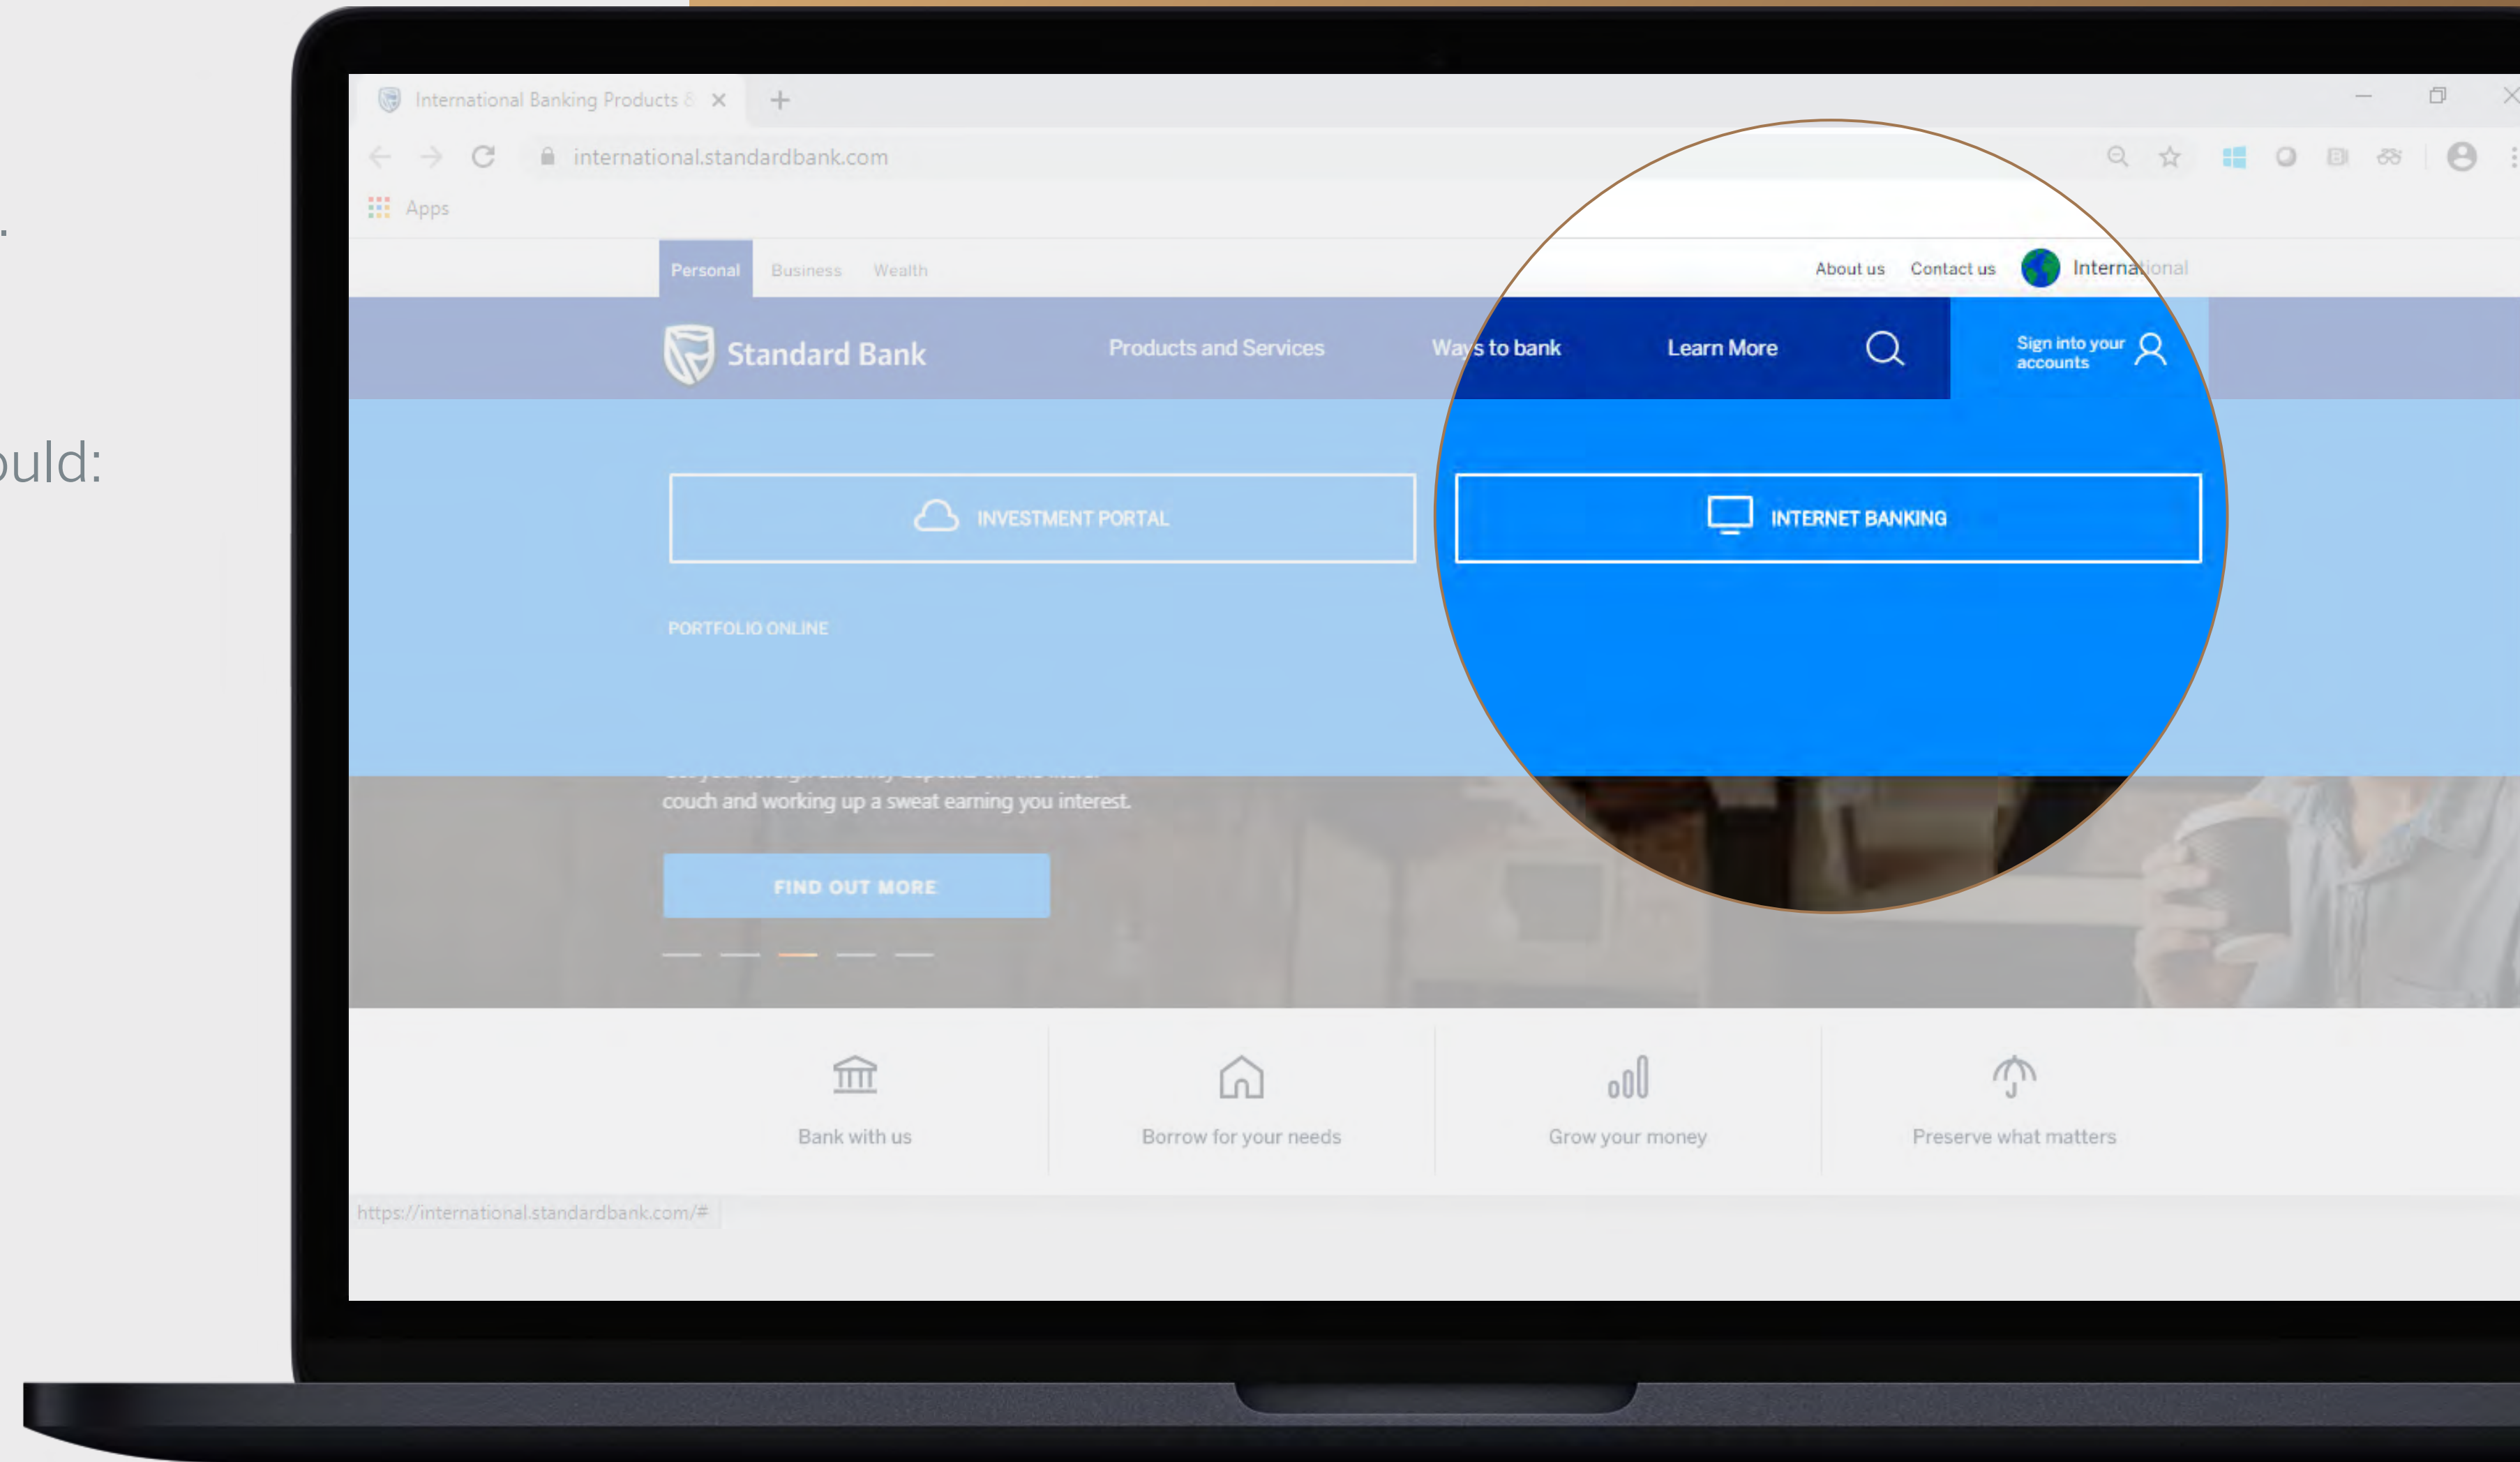 .
ould:
International Banking Products &
international.standardbank.com
Apps
Personal Business Wealth About us Contact us International
Standard Bank Products and Services Ways to bank Learn More Sign into your accounts
INVESTMENT PORTAL INTERNET BANKING
PORTFOLIO ONLINE
couch and working up a sweat earning you interest.
FIND OUT MORE
Bank with us Borrow for your needs Grow your money Preserve what matters
https://international.standardbank.com/#